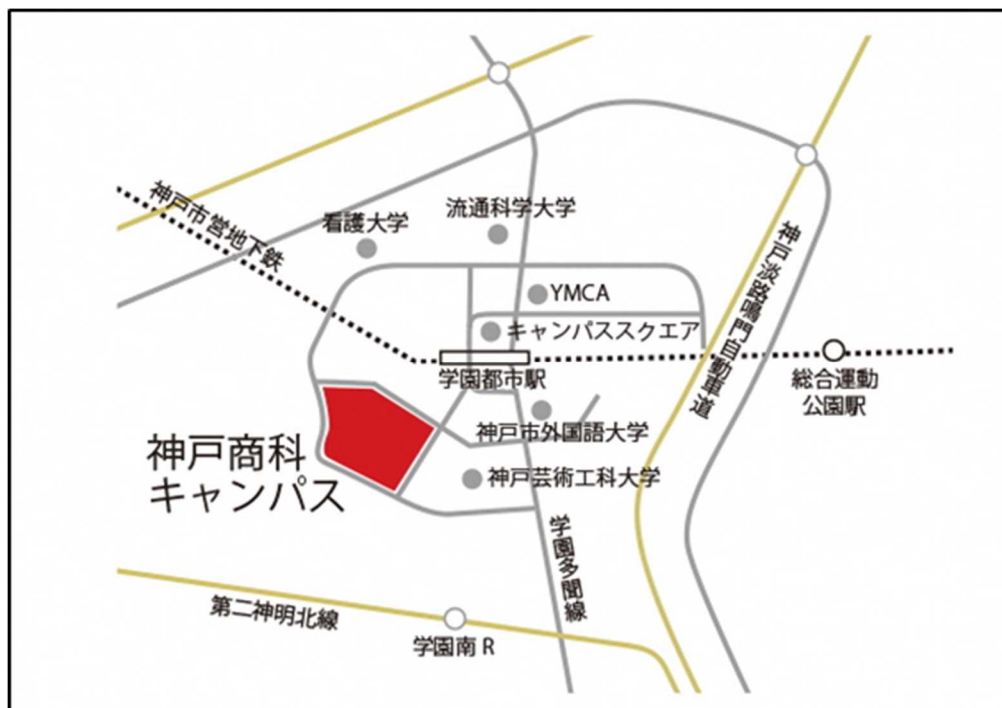 流通科学大学
看護大学
神戸市営地下鉄
神戸淡路鳴門自動車道
YMCA
キャンパススクエア
学園都市駅
総合運動
公園駅
神戸市外国語大学
神戸商科
キャンパス
神戸芸術工科大学
学園多聞線
第二神明北線
学園南 R